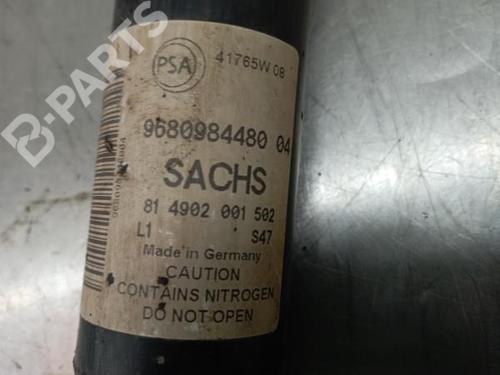 PSA
41765W 08
9680984480 04
SACHS
81 4902 001 502
L1 S47
Made in Germany
CAUTION
CONTAINS NITROGEN
DO NOT OPEN
B-PARTS
B-PARTS